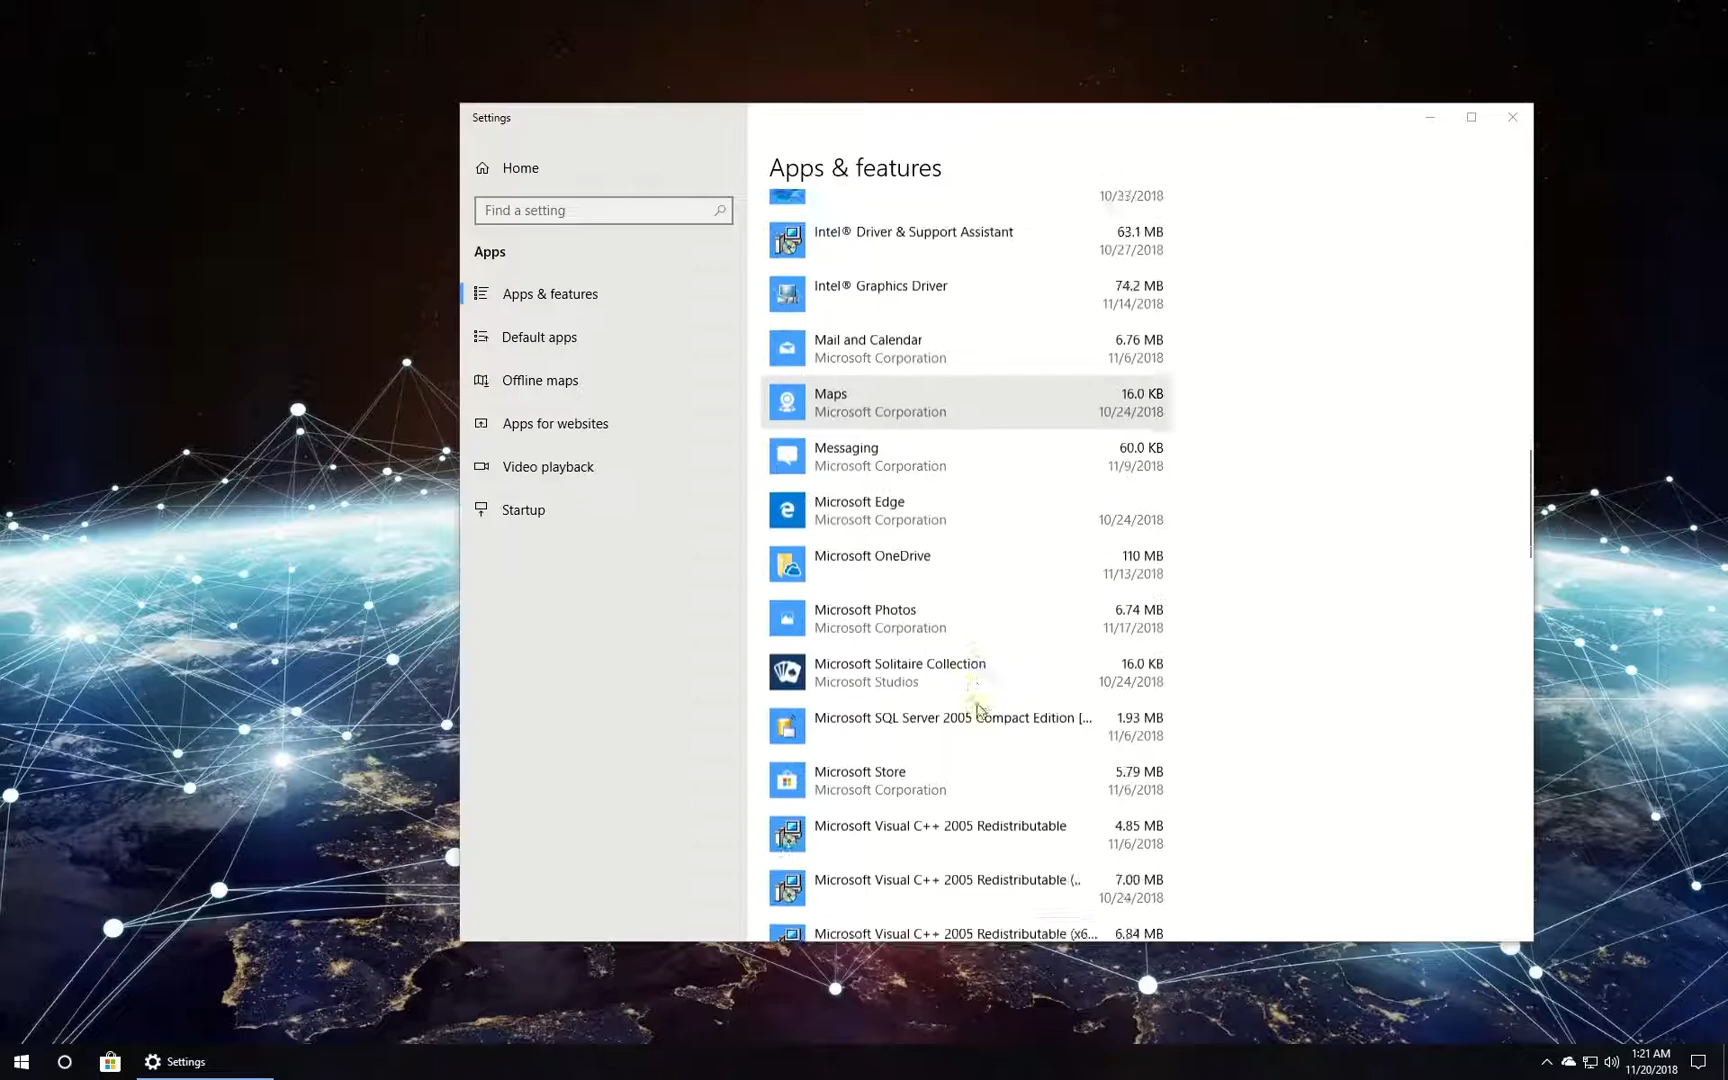 Settings
Home
Find a setting
Apps
Apps & features
Default apps
Offline maps
Apps for websites
Video playback
Startup
Apps & features
Intel® Driver & Support Assistant 63.1 MB
10/27/2018
Intel® Graphics Driver 74.2 MB
11/14/2018
Mail and Calendar 6.76 MB
Microsoft Corporation 11/6/2018
Maps 16.0 KB
Microsoft Corporation 10/24/2018
Messaging 60.0 KB
Microsoft Corporation 11/9/2018
Microsoft Edge
Microsoft Corporation 10/24/2018
Microsoft OneDrive 110 MB
11/13/2018
Microsoft Photos 6.74 MB
Microsoft Corporation 11/17/2018
Microsoft Solitaire Collection 16.0 KB
Microsoft Studios 10/24/2018
Microsoft SQL Server 2005 Compact Edition [... 1.93 MB
11/6/2018
Microsoft Store 5.79 MB
Microsoft Corporation 11/6/2018
Microsoft Visual C++ 2005 Redistributable 4.85 MB
11/6/2018
Microsoft Visual C++ 2005 Redistributable (... 7.00 MB
10/24/2018
Microsoft Visual C++ 2005 Redistributable (x6... 6.84 MB
Settings
1:21 AM
11/20/2018